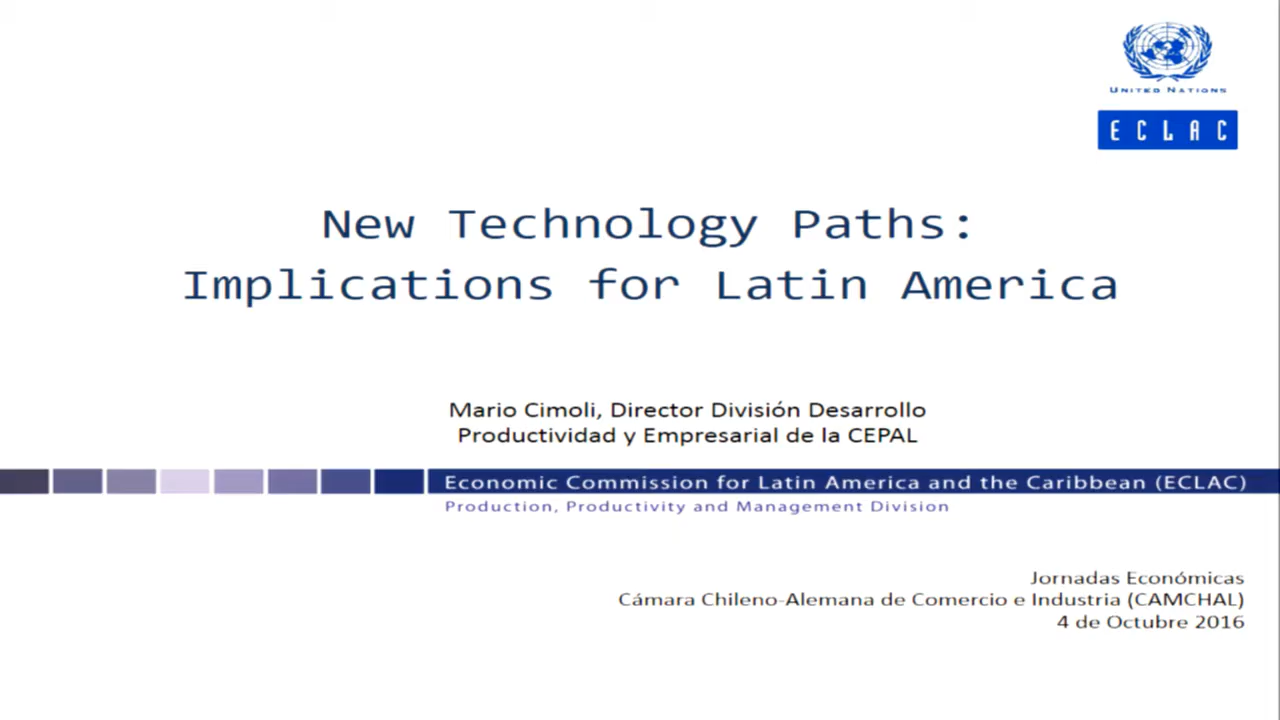 UNITED NATIONS
ECLAC
New Technology Paths:
Implications for Latin America
Mario Cimoli, Director División Desarrollo
Productividad y Empresarial de la CEPAL
Economic Commission for Latin America and the Caribbean (ECLAC)
Production, Productivity and Management Division
Jornadas Económicas
Cámara Chileno-Alemana de Comercio e Industria (CAMCHAL)
4 de Octubre 2016